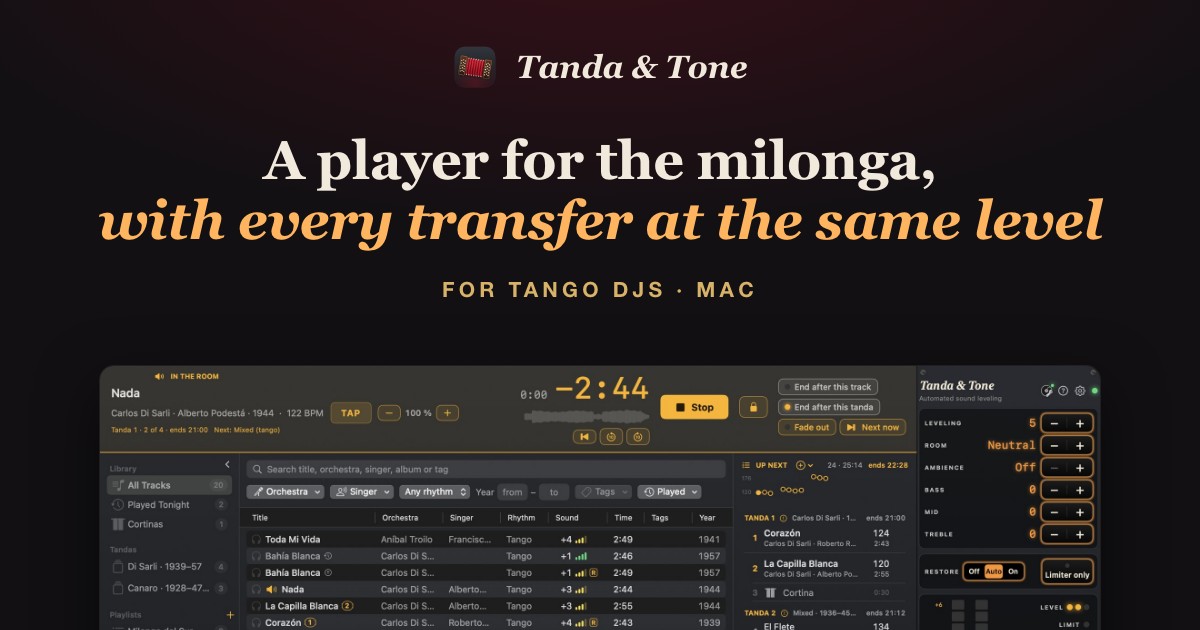 Tanda & Tone
A player for the milonga,
with every transfer at the same level
FOR TANGO DJS · MAC
IN THE ROOM
Nada
Carlos Di Sarli · Alberto Podestá · 1944 · 122 BPM
TAP
− 100 % +
Tanda 1 · 2 of 4 · ends 21:00 Next: Mixed (tango)
0:00 −2:44
Stop
End after this track
End after this tanda
Fade out
Next now
Tanda & Tone
Automated sound leveling
LEVELING 5 − +
ROOM Neutral − +
AMBIENCE Off − +
BASS 0 − +
MID 0 − +
TREBLE 0 − +
RESTORE Off Auto On
Limiter only
+6
LEVEL
LIMIT
Library
All Tracks 20
Played Tonight 2
Cortinas 1
Tandas
Di Sarli · 1939–57 4
Canaro · 1928–47... 3
Playlists +
Search title, orchestra, singer, album or tag
Orchestra Singer Any rhythm Year from – to Tags Played
Title Orchestra Singer Rhythm Sound Time Tags Year
Toda Mi Vida Aníbal Troilo Francisc... Tango +4 2:49 1941
Bahía Blanca Carlos Di S... Tango +1 2:46 1957
Bahía Blanca Carlos Di S... Tango +1 R 2:49 1957
Nada Carlos Di S... Alberto... Tango +3 2:44 1944
La Capilla Blanca 2 Carlos Di S... Alberto... Tango +3 2:55 1944
Corazón 1 Carlos Di S... Roberto... Tango +4 R 2:43 1939
UP NEXT 24 · 25:14 ends 22:28
TANDA 1 Carlos Di Sarli · 1... ends 21:00
1 Corazón 124
Carlos Di Sarli · Roberto R... 2:43
2 La Capilla Blanca 120
Carlos Di Sarli · Alberto Po... 2:55
3 Cortina 0:30
TANDA 2 Mixed · 1936–45... ends 21:12
El Flete 134